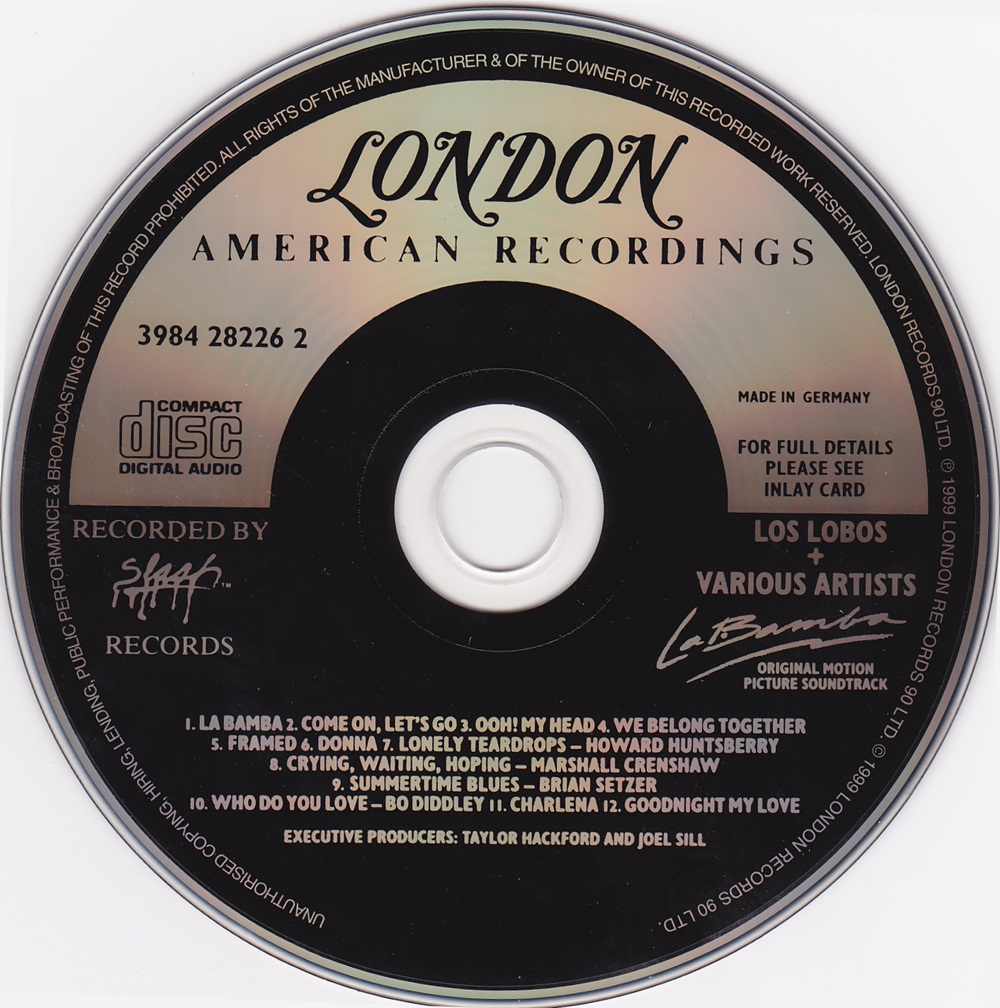 UNAUTHORISED COPYING, HIRING, LENDING, PUBLIC PERFORMANCE & BROADCASTING OF THIS RECORD PROHIBITED. ALL RIGHTS OF THE MANUFACTURER & OF THE OWNER OF THIS RECORDED WORK RESERVED. LONDON RECORDS 90 LTD. ℗ 1999 LONDON RECORDS 90 LTD. © 1999 LONDON RECORDS 90 LTD.
LONDON
AMERICAN RECORDINGS
3984 28226 2
COMPACT
disc
DIGITAL AUDIO
MADE IN GERMANY
FOR FULL DETAILS
PLEASE SEE
INLAY CARD
RECORDED BY
slash™
RECORDS
LOS LOBOS
+
VARIOUS ARTISTS
La Bamba
ORIGINAL MOTION
PICTURE SOUNDTRACK
1. LA BAMBA 2. COME ON, LET'S GO 3. OOH! MY HEAD 4. WE BELONG TOGETHER
5. FRAMED 6. DONNA 7. LONELY TEARDROPS – HOWARD HUNTSBERRY
8. CRYING, WAITING, HOPING – MARSHALL CRENSHAW
9. SUMMERTIME BLUES – BRIAN SETZER
10. WHO DO YOU LOVE – BO DIDDLEY 11. CHARLENA 12. GOODNIGHT MY LOVE
EXECUTIVE PRODUCERS: TAYLOR HACKFORD AND JOEL SILL